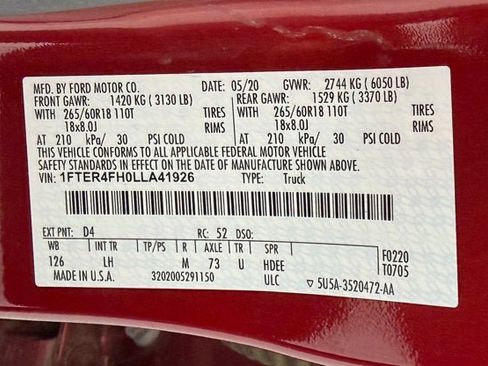 MFD. BY FORD MOTOR CO. DATE: 05/20 GVWR: 2744 KG ( 6050 LB)
FRONT GAWR: 1420 KG ( 3130 LB) REAR GAWR: 1529 KG ( 3370 LB)
WITH 265/60R18 110T TIRES WITH 265/60R18 110T TIRES
18x8.0J RIMS 18x8.0J RIMS
AT 210 kPa/ 30 PSI COLD AT 210 kPa/ 30 PSI COLD
THIS VEHICLE CONFORMS TO ALL APPLICABLE FEDERAL MOTOR VEHICLE
SAFETY STANDARDS IN EFFECT ON THE DATE OF MANUFACTURE SHOWN ABOVE.
VIN: 1FTER4FH0LLA41926 TYPE: Truck
EXT PNT: D4 RC: 52 DSO:
WB INT TR TP/PS R AXLE TR SPR F0220
126 LH M 73 U HDEE T0705
MADE IN U.S.A. 3202005291150 ULC ▽ 5U5A-3520472-AA